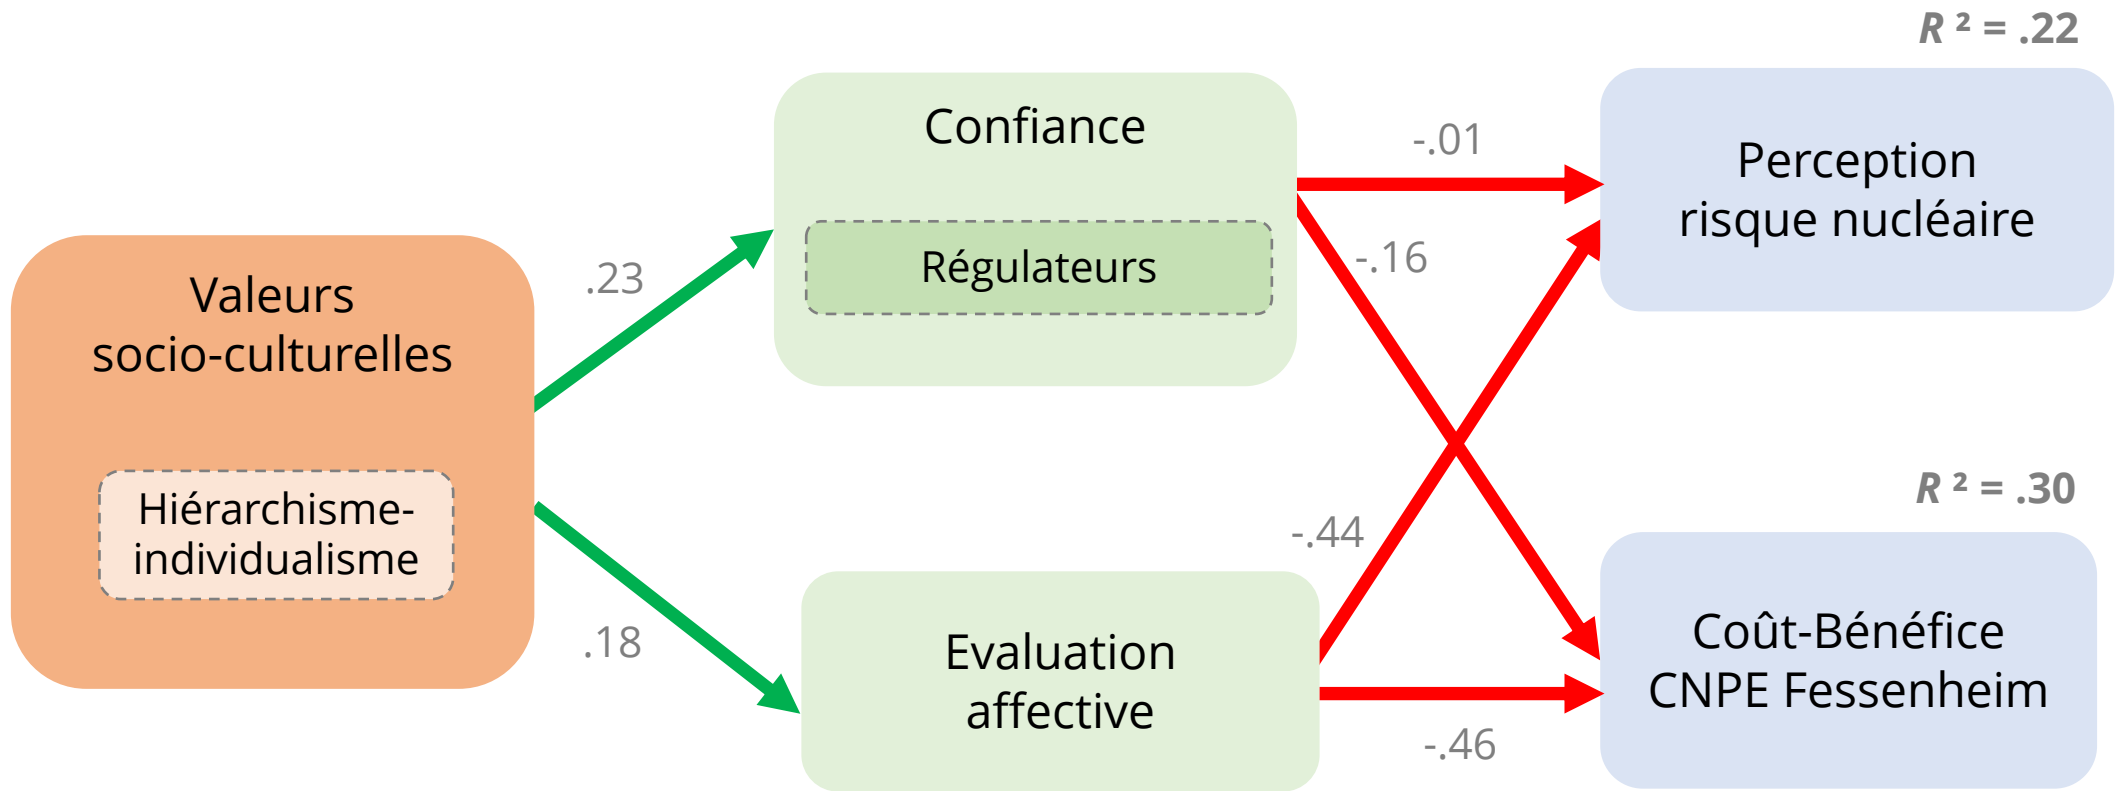 R ² = .22
Confiance
-.01
Perception
risque nucléaire
Régulateurs
-.16
.23
Valeurs
socio-culturelles
R ² = .30
Hiérarchisme-
individualisme
-.44
.18
Evaluation
affective
Coût-Bénéfice
CNPE Fessenheim
-.46